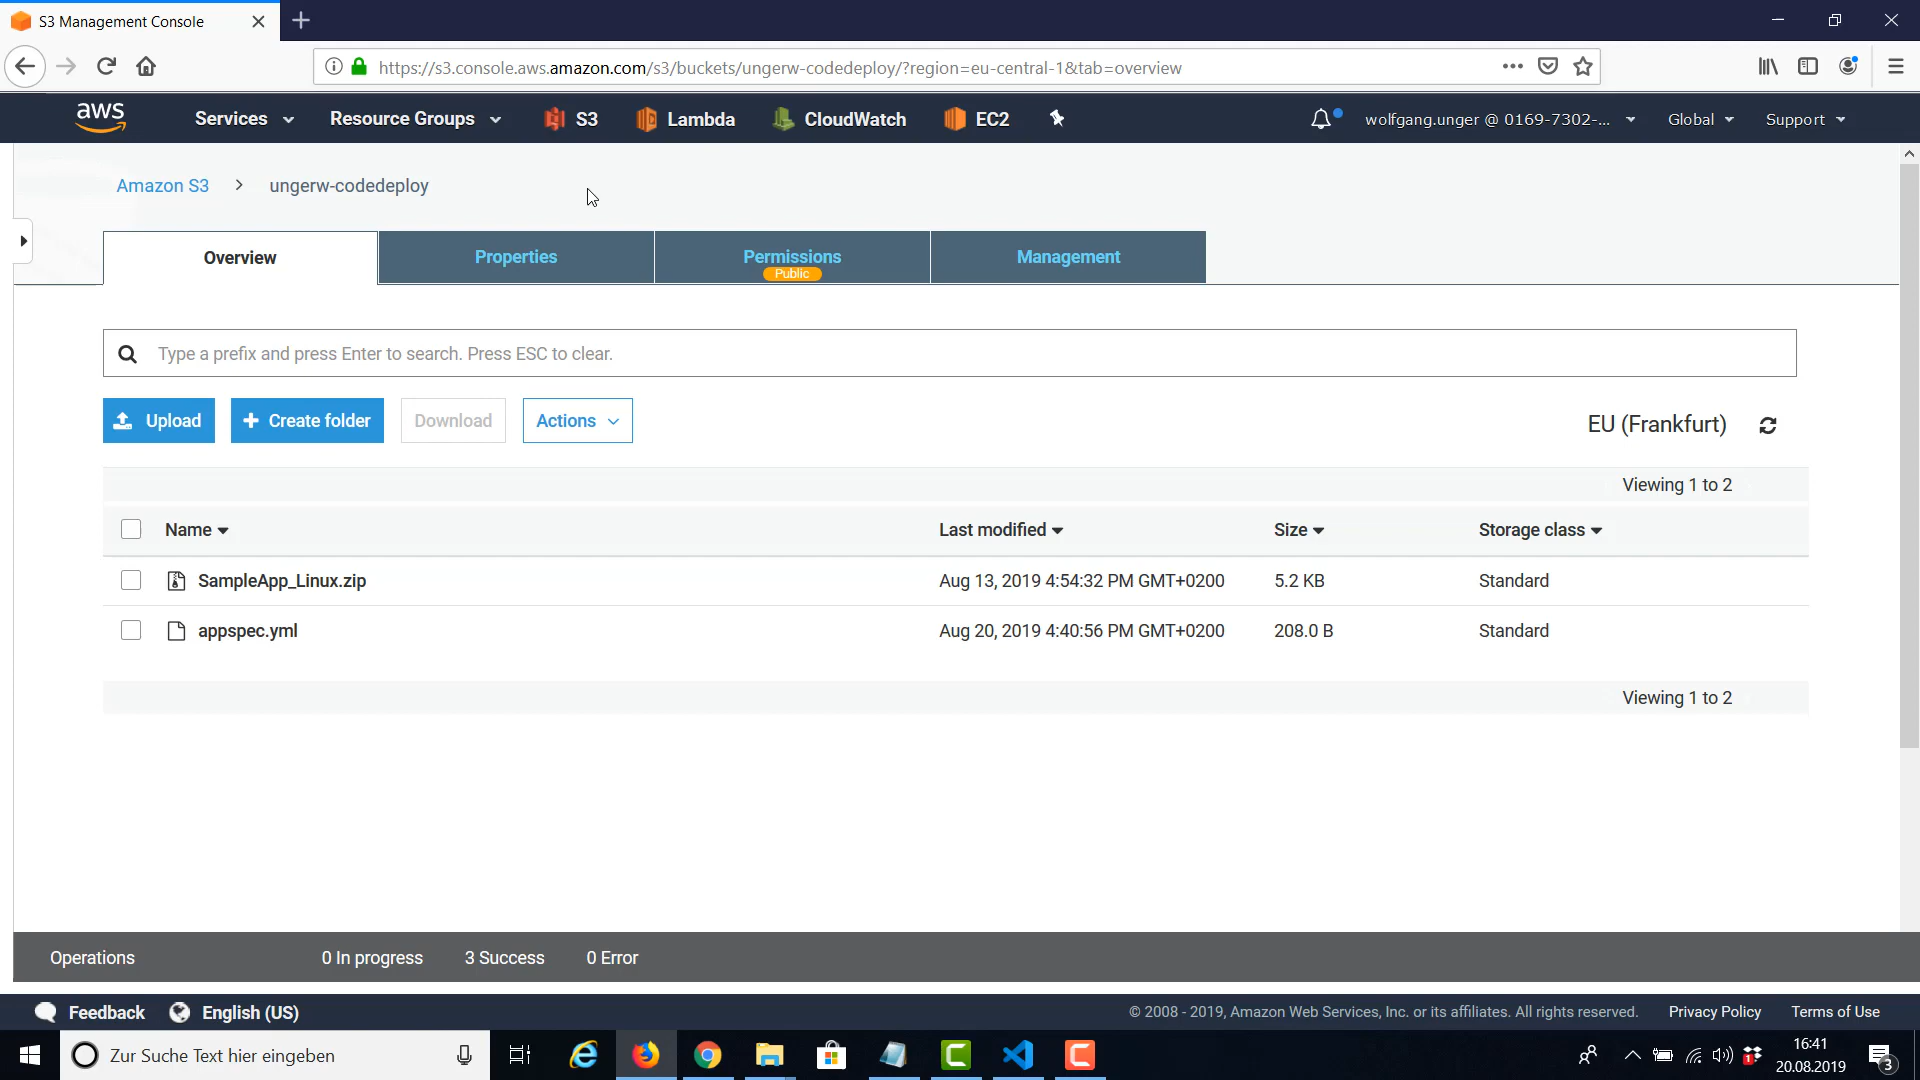 S3 Management Console
https://s3.console.aws.amazon.com/s3/buckets/ungerw-codedeploy/?region=eu-central-1&tab=overview
aws Services Resource Groups S3 Lambda CloudWatch EC2 wolfgang.unger @ 0169-7302-... Global Support
Amazon S3 > ungerw-codedeploy
Overview Properties Permissions Management
Public
Type a prefix and press Enter to search. Press ESC to clear.
Upload Create folder Download Actions EU (Frankfurt)
Viewing 1 to 2
Name Last modified Size Storage class
SampleApp_Linux.zip Aug 13, 2019 4:54:32 PM GMT+0200 5.2 KB Standard
appspec.yml Aug 20, 2019 4:40:56 PM GMT+0200 208.0 B Standard
Viewing 1 to 2
Operations 0 In progress 3 Success 0 Error
Feedback English (US) © 2008 - 2019, Amazon Web Services, Inc. or its affiliates. All rights reserved. Privacy Policy Terms of Use
Zur Suche Text hier eingeben 1 16:41
20.08.2019 3